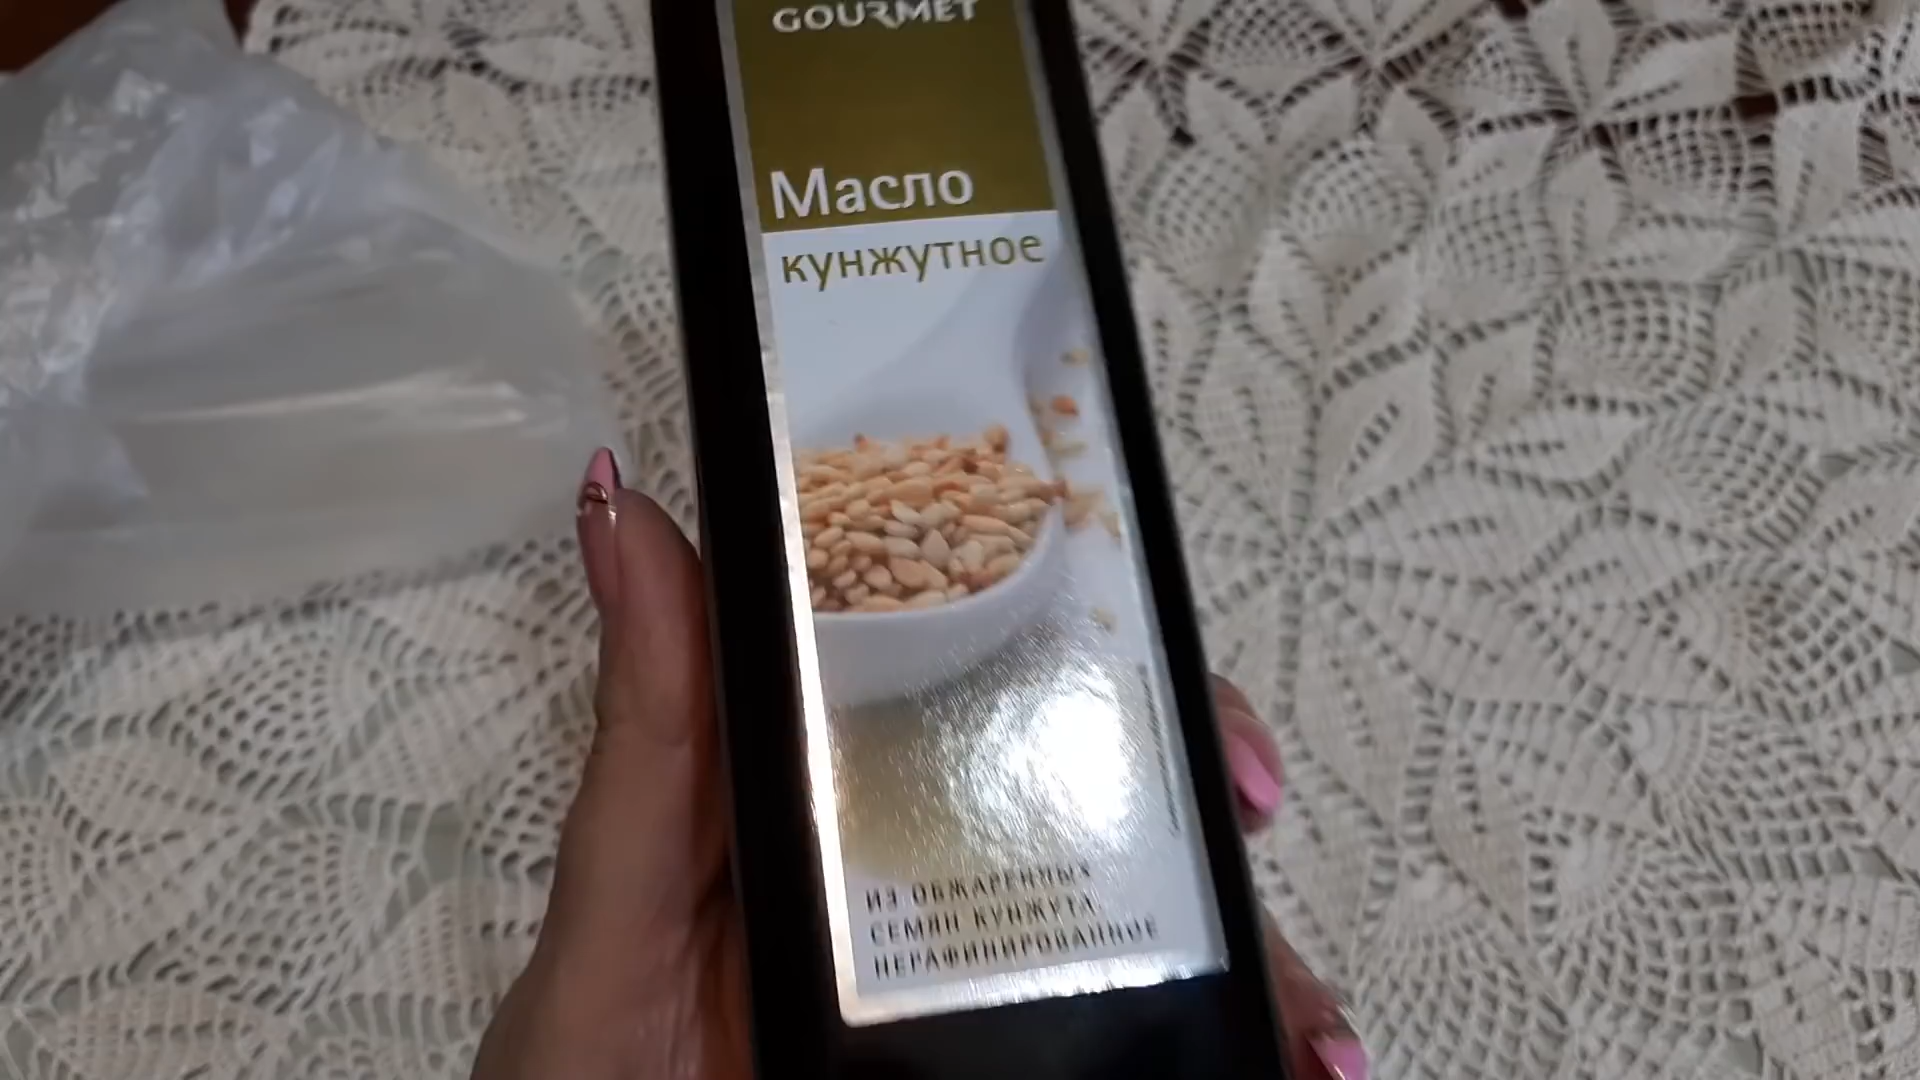 GOURMET
Масло
кунжутное
ИЗ ОБЖАРЕННЫХ
СЕМЯН КУНЖУТА
НЕРАФИНИРОВАННОЕ